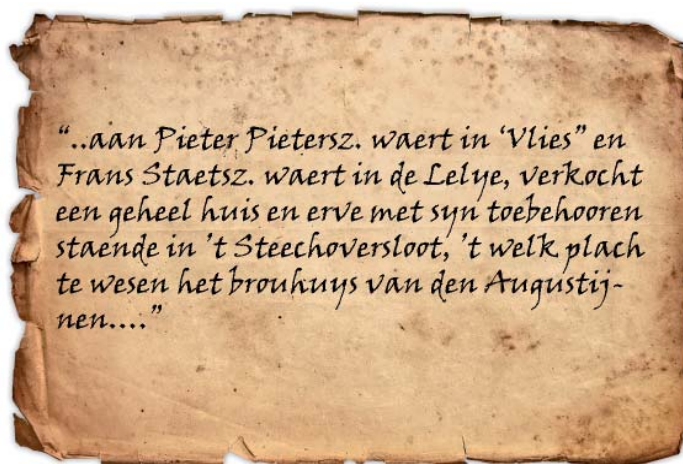 “..aan Pieter Pietersz. waert in ‘Vlies” en
Frans Staetsz. waert in de Lelye, verkocht
een geheel huis en erve met syn toebehooren
staende in ’t Steechoversloot, ’t welk plach
te wesen het brouhuys van den Augustij-
nen....”